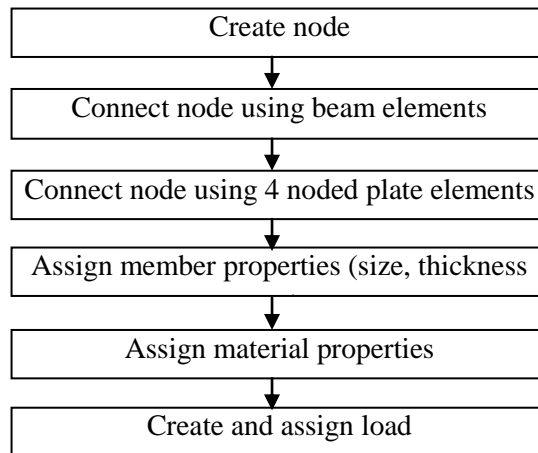 Create node
Connect node using beam elements
Connect node using 4 noded plate elements
Assign member properties (size, thickness
Assign material properties
Create and assign load